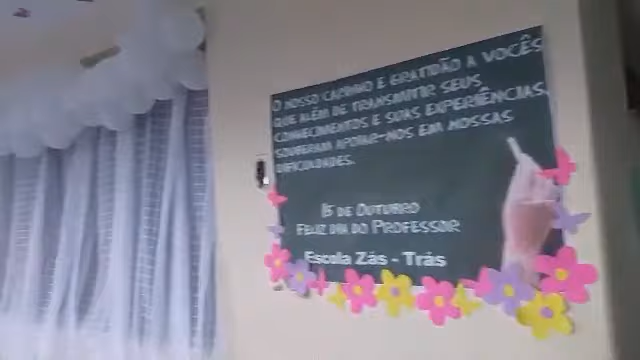 O NOSSO CARINHO E GRATIDÃO A VOCÊS
QUE ALÉM DE TRANSMITIR SEUS
CONHECIMENTOS E SUAS EXPERIÊNCIAS,
SOUBERAM APOIAR-NOS EM NOSSAS
DIFICULDADES.
15 DE OUTUBRO
FELIZ DIA DO PROFESSOR
Escola Zás - Trás